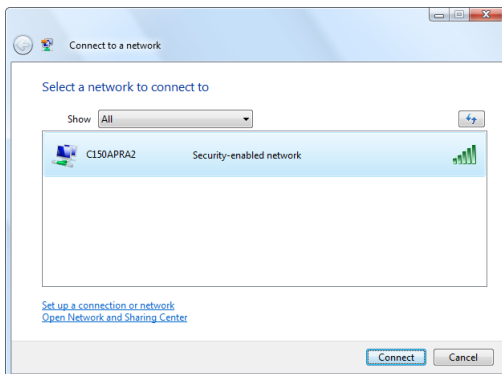 Connect to a network
Select a network to connect to
Show All
C150APRA2 Security-enabled network
Set up a connection or network
Open Network and Sharing Center
Connect Cancel